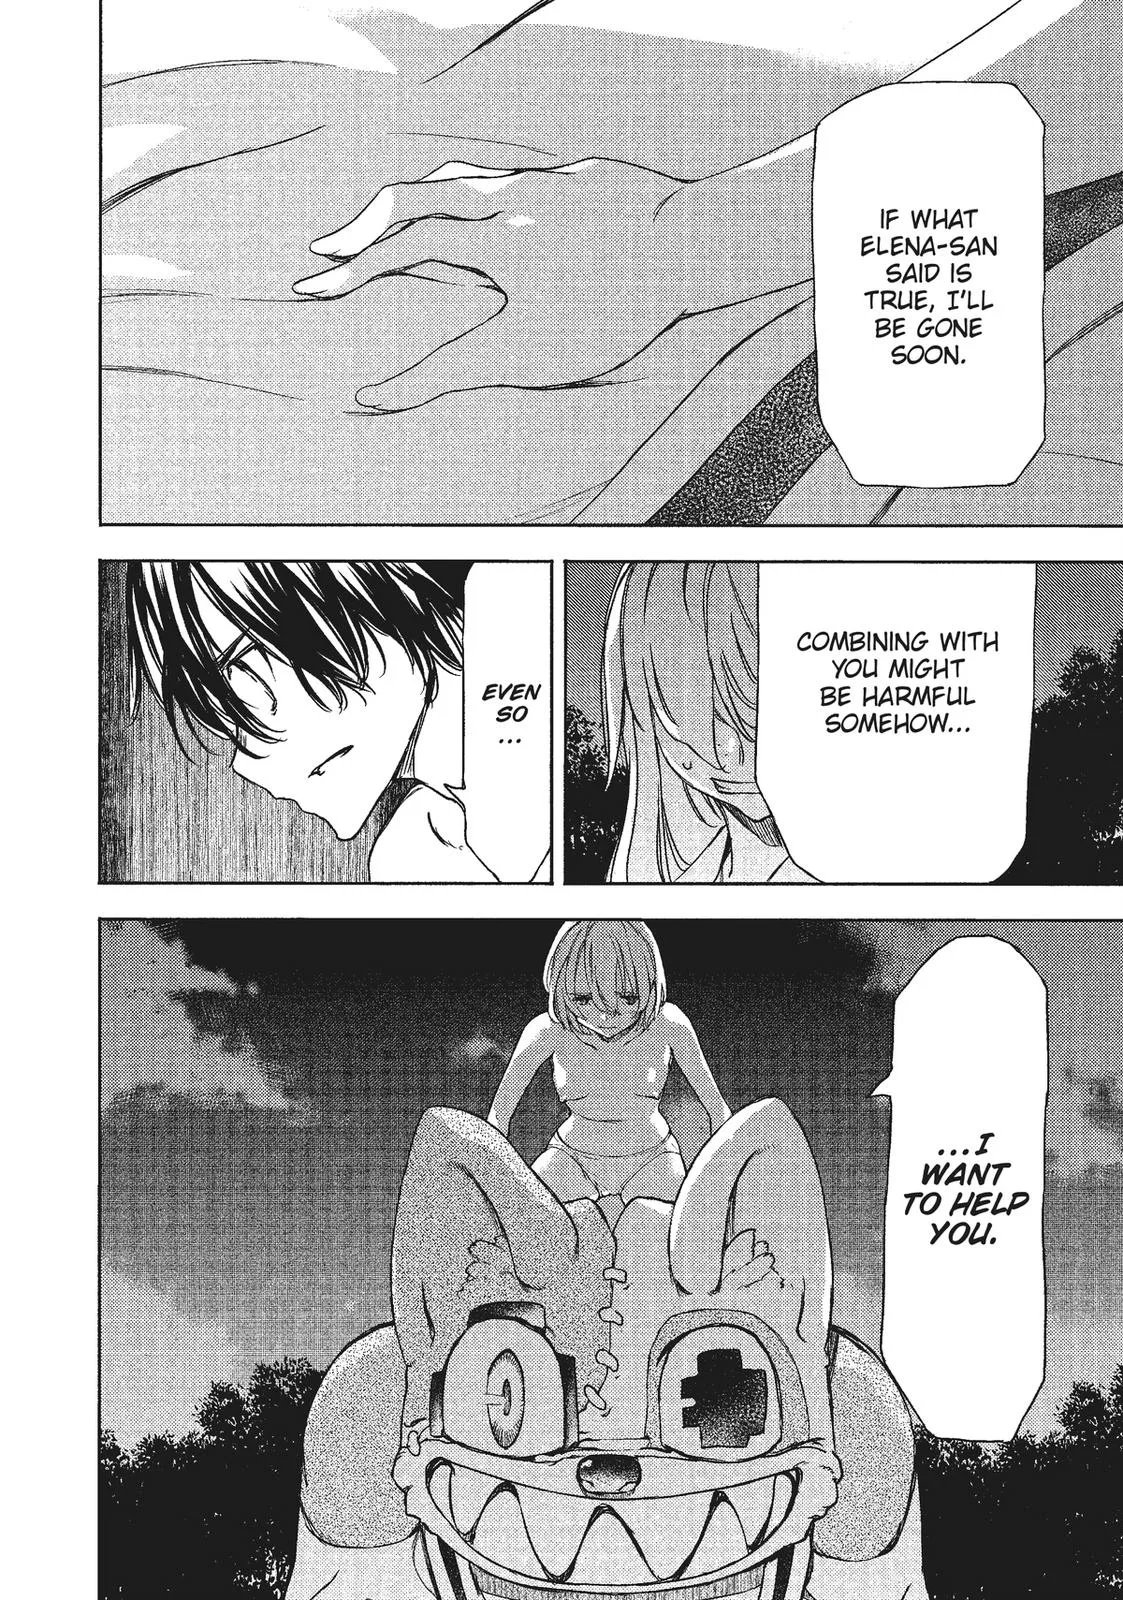 IF WHAT
ELENA-SAN
SAID IS
TRUE, I'LL
BE GONE
SOON.
COMBINING WITH
YOU MIGHT
BE HARMFUL
SOMEHOW...
EVEN
SO
...
...I
WANT
TO HELP
YOU.